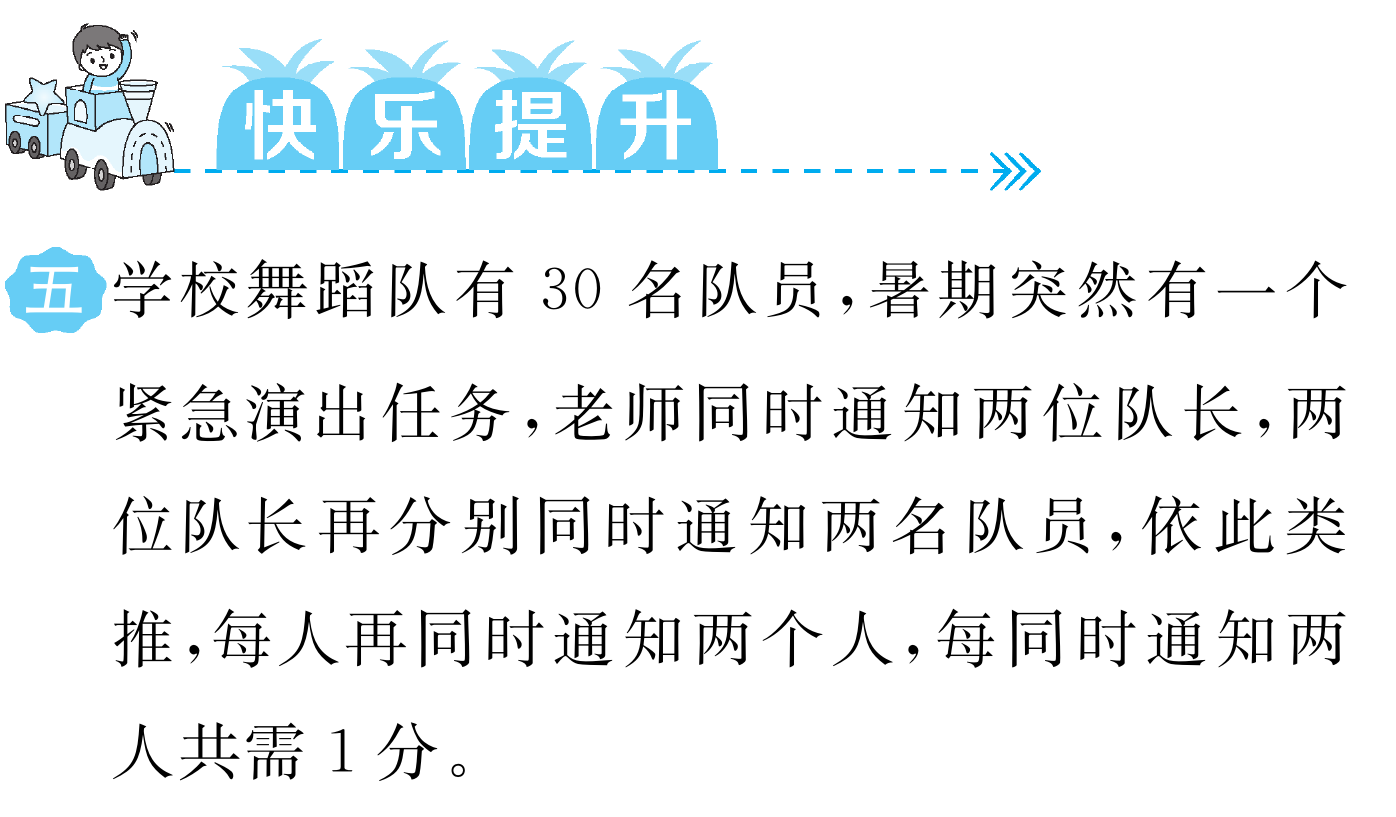 快乐提升
五 学校舞蹈队有 30 名队员,暑期突然有一个
紧急演出任务,老师同时通知两位队长,两
位队长再分别同时通知两名队员,依此类
推,每人再同时通知两个人,每同时通知两
人共需 1 分。